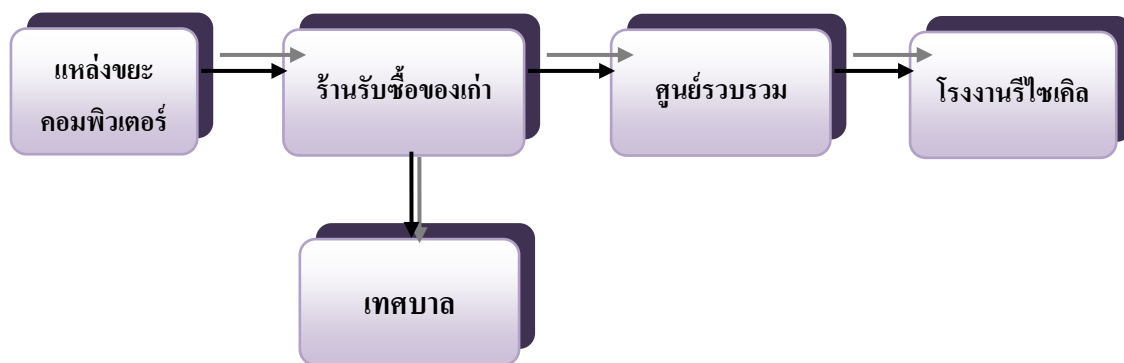 แหล่งขยะ
คอมพิวเตอร์
ร้านรับซื้อของเก่า
ศูนย์รวบรวม
โรงงานรีไซเคิล
เทศบาล